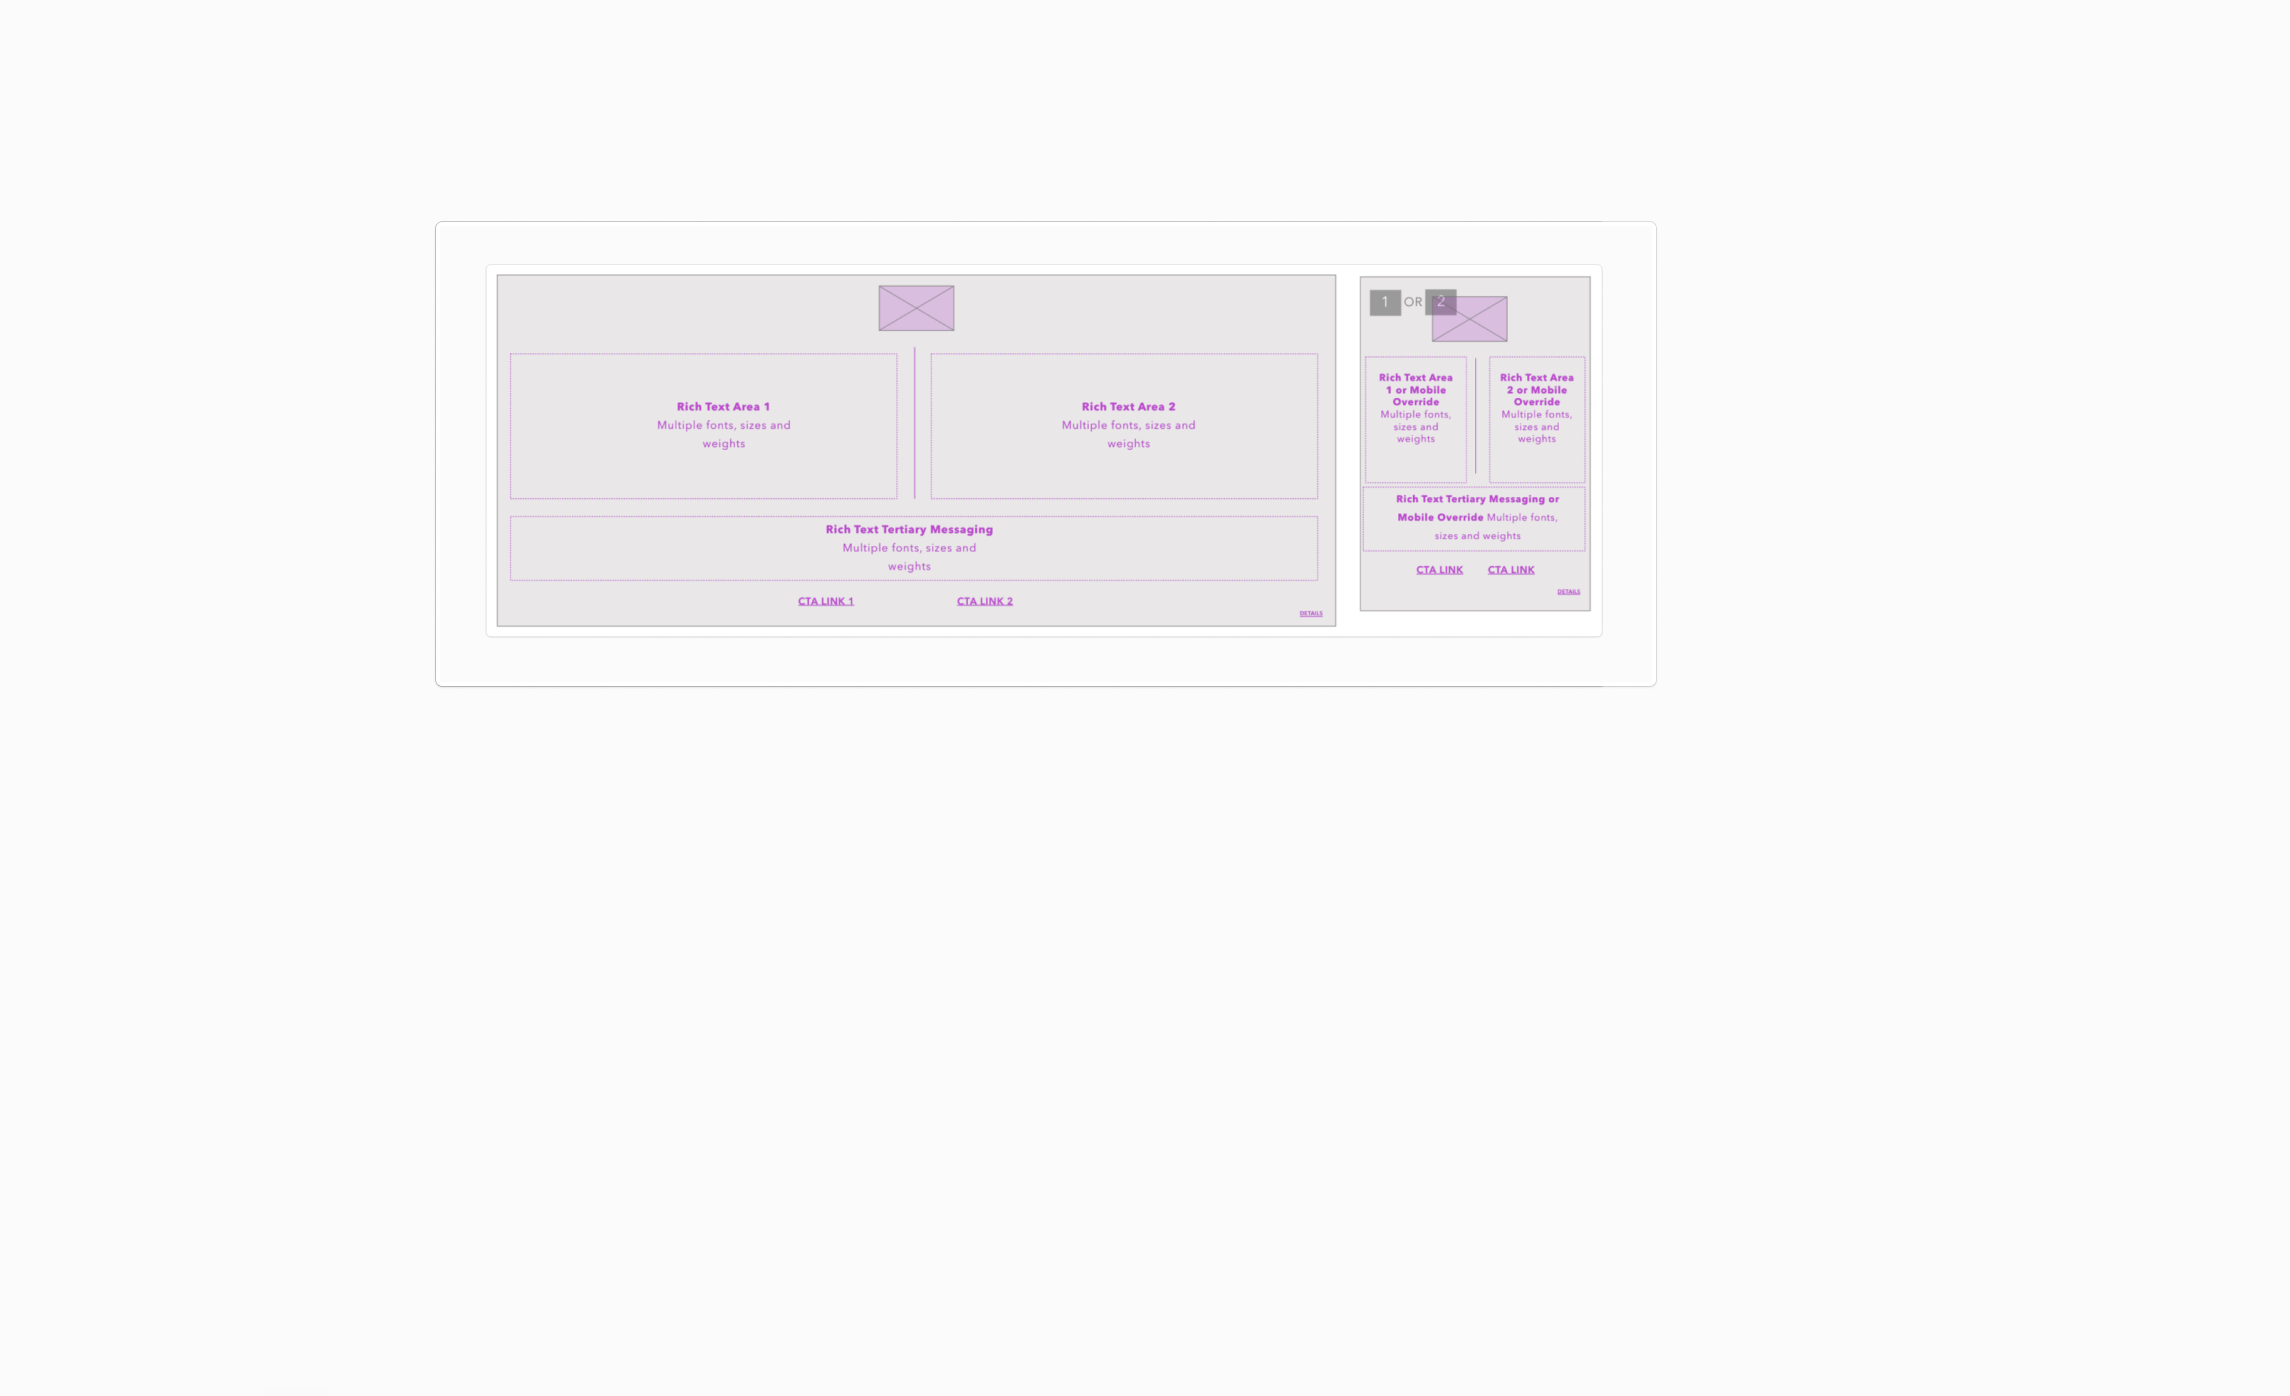 Rich Text Area 1
Multiple fonts, sizes and
weights
Rich Text Area 2
Multiple fonts, sizes and
weights
Rich Text Tertiary Messaging
Multiple fonts, sizes and
weights
CTA LINK 1
CTA LINK 2
DETAILS
1 OR 2
Rich Text Area
1 or Mobile
Override
Multiple fonts,
sizes and
weights
Rich Text Area
2 or Mobile
Override
Multiple fonts,
sizes and
weights
Rich Text Tertiary Messaging or
Mobile Override Multiple fonts,
sizes and weights
CTA LINK
CTA LINK
DETAILS